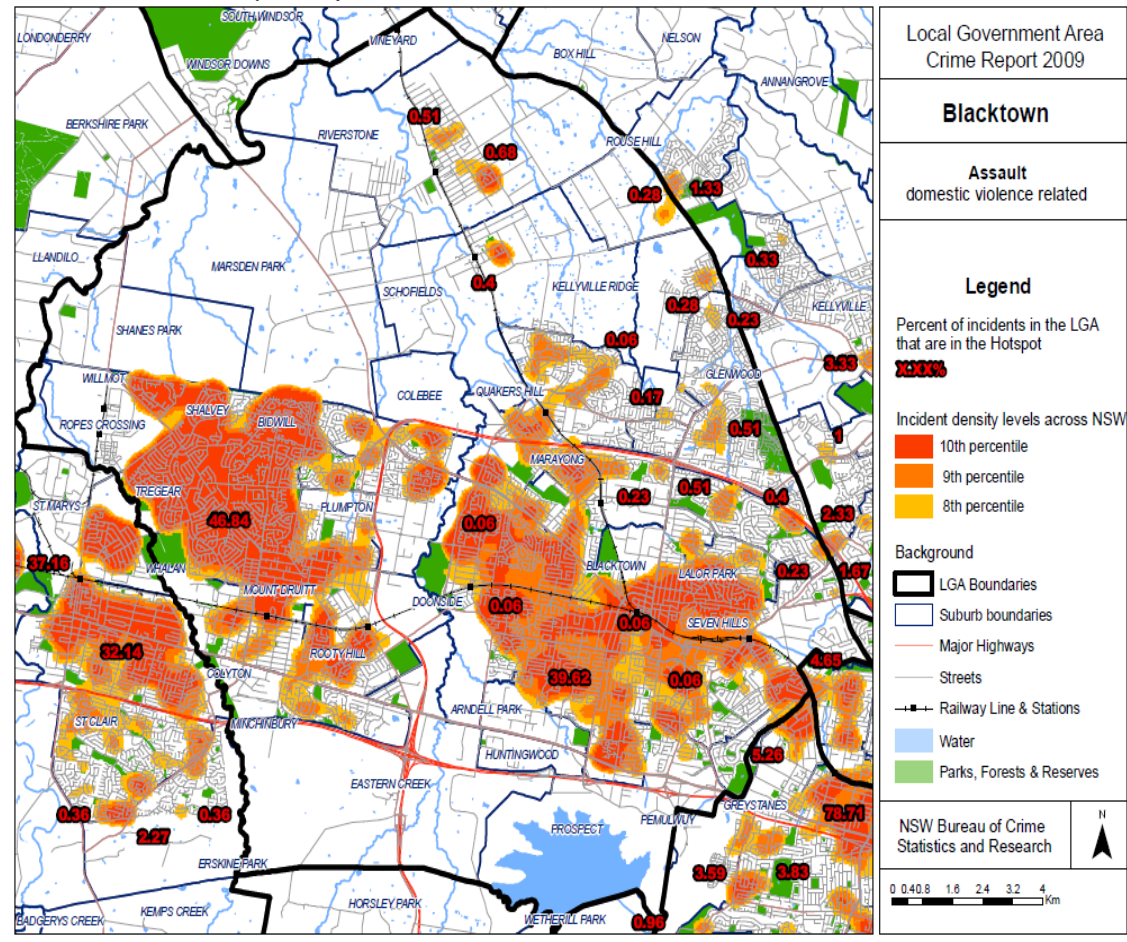 SOUTH WINDSOR
LONDONDERRY
VINEYARD
NELSON
BOX HILL
WINDSOR DOWNS
ANNANGROVE
BERKSHIRE PARK
0.51
RIVERSTONE
ROUSE HILL
0.68
1.33
0.28
LLANDILO
0.33
MARSDEN PARK
0.4
SCHOFIELDS
KELLYVILLE RIDGE
0.28
KELLYVILLE
0.23
SHANES PARK
0.06
3.33
WILLMOT
GLENWOOD
QUAKERS HILL
COLEBEE
0.17
SHALVEY
BIDWILL
ROPES CROSSING
0.51
1
MARAYONG
TREGEAR
0.23
0.51
0.4
ST MARYS
PLUMPTON
2.33
46.84
0.06
37.16
WHALAN
BLACKTOWN
LALOR PARK
0.23
1.67
MOUNT DRUITT
DOONSIDE
0.06
0.06
SEVEN HILLS
32.14
ROOTY HILL
4.65
COLYTON
39.62
0.06
ARNDELL PARK
ST CLAIR
MINCHINBURY
HUNTINGWOOD
5.26
EASTERN CREEK
GREYSTANES
0.36
0.36
78.71
2.27
PROSPECT
PEMULWUY
ERSKINE PARK
3.59
3.83
HORSLEY PARK
KEMPS CREEK
BADGERYS CREEK
WETHERILL PARK
0.96
Local Government Area
Crime Report 2009
Blacktown
Assault
domestic violence related
Legend
Percent of incidents in the LGA
that are in the Hotspot
X.XX%
Incident density levels across NSW
10th percentile
9th percentile
8th percentile
Background
LGA Boundaries
Suburb boundaries
Major Highways
Streets
Railway Line & Stations
Water
Parks, Forests & Reserves
NSW Bureau of Crime
Statistics and Research
N
0 0.40.8 1.6 2.4 3.2 4
Km